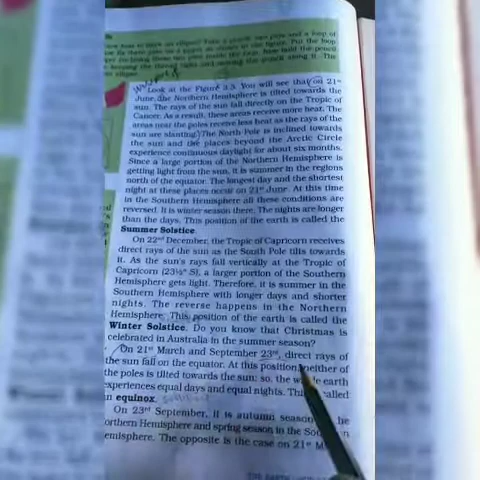 Look at the Figure 3.3. You will see that on 21st
June, the Northern Hemisphere is tilted towards the
sun. The rays of the sun fall directly on the Tropic of
Cancer. As a result, these areas receive more heat. The
areas near the poles receive less heat as the rays of the
sun are slanting. The North Pole is inclined towards
the sun and the places beyond the Arctic Circle
experience continuous daylight for about six months.
Since a large portion of the Northern Hemisphere is
getting light from the sun, it is summer in the regions
north of the equator. The longest day and the shortest
night at these places occur on 21st June. At this time
in the Southern Hemisphere all these conditions are
reversed. It is winter season there. The nights are longer
than the days. This position of the earth is called the
Summer Solstice.
On 22nd December, the Tropic of Capricorn receives
direct rays of the sun as the South Pole tilts towards
it. As the sun's rays fall vertically at the Tropic of
Capricorn (23½° S), a larger portion of the Southern
Hemisphere gets light. Therefore, it is summer in the
Southern Hemisphere with longer days and shorter
nights. The reverse happens in the Northern
Hemisphere. This position of the earth is called the
Winter Solstice. Do you know that Christmas is
celebrated in Australia in the summer season?
On 21st March and September 23rd, direct rays of
the sun fall on the equator. At this position, neither of
the poles is tilted towards the sun; so, the earth
experiences equal days and equal nights. called
an equinox.
On 23rd September, it is autumn season
orthern Hemisphere and spring season in the
emisphere. The opposite is the case on 21st